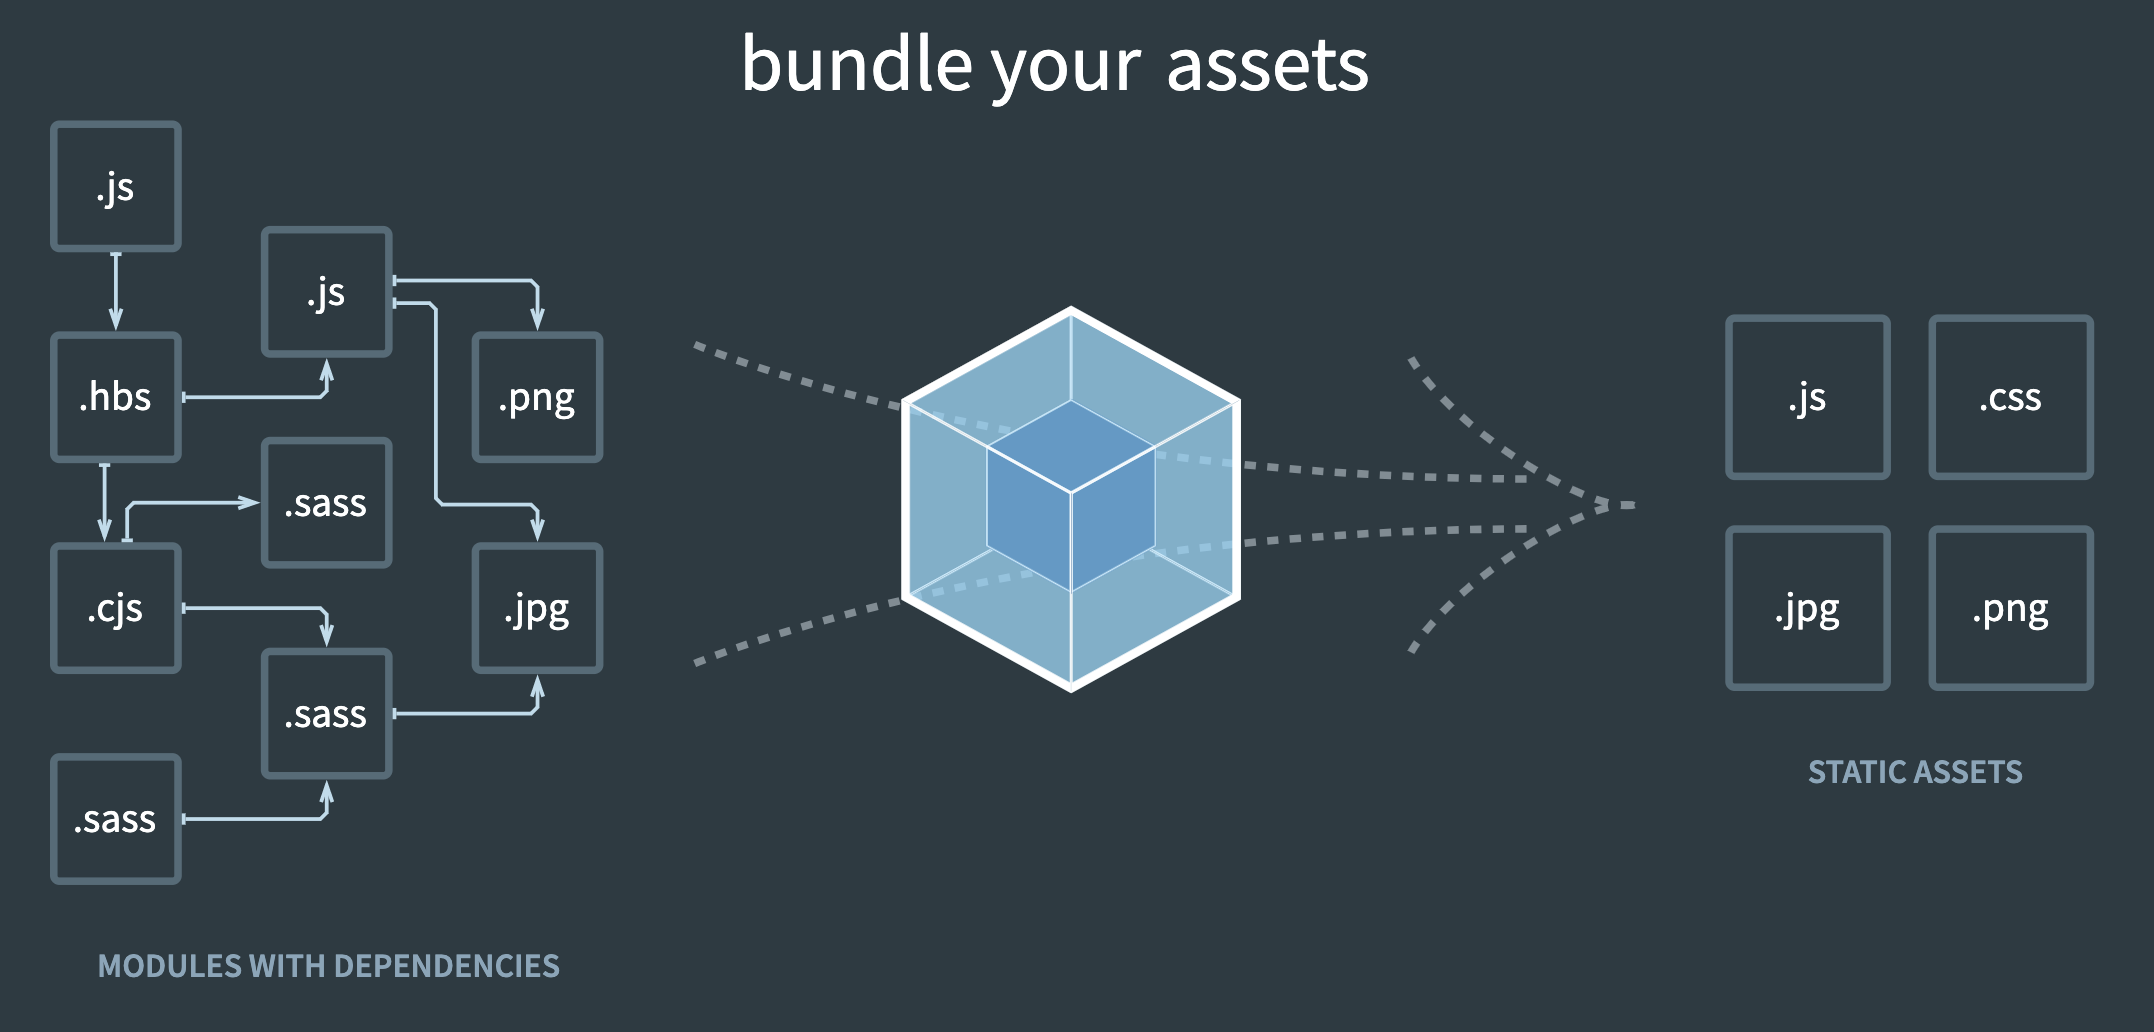 bundle your assets
.js
.js
.hbs
.png
.sass
.cjs
.jpg
.sass
.sass
MODULES WITH DEPENDENCIES
.js
.css
.jpg
.png
STATIC ASSETS